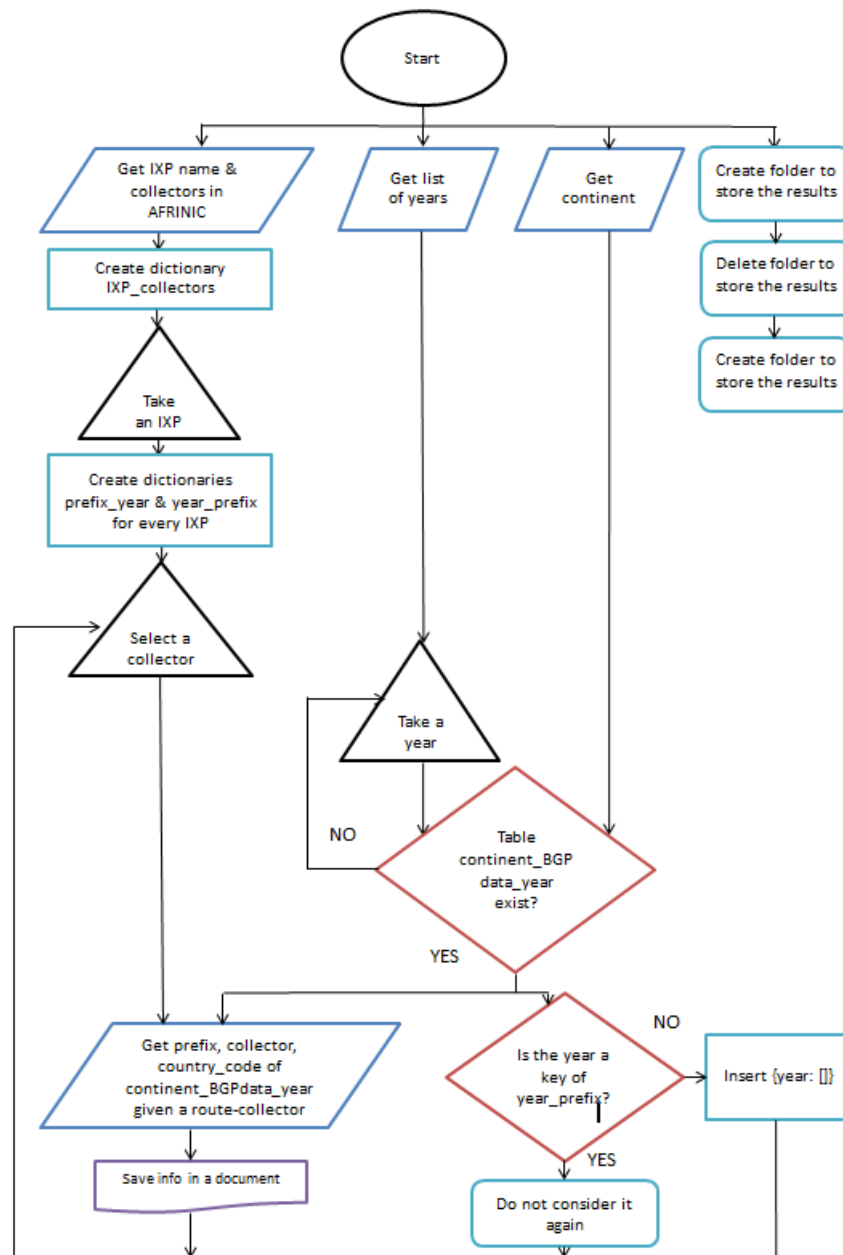 Start
Get IXP name &
collectors in
AFRINIC
Get list
of years
Get
continent
Create folder to
store the results
Create dictionary
IXP_collectors
Delete folder to
store the results
Create folder to
store the results
Take
an IXP
Create dictionaries
prefix_year & year_prefix
for every IXP
Select a
collector
Take a
year
NO
Table
continent_BGP
data_year
exist?
YES
Get prefix, collector,
country_code of
continent_BGPdata_year
given a route-collector
Is the year a
key of
year_prefix?
NO
Insert {year: []}
YES
Save info in a document
Do not consider it
again